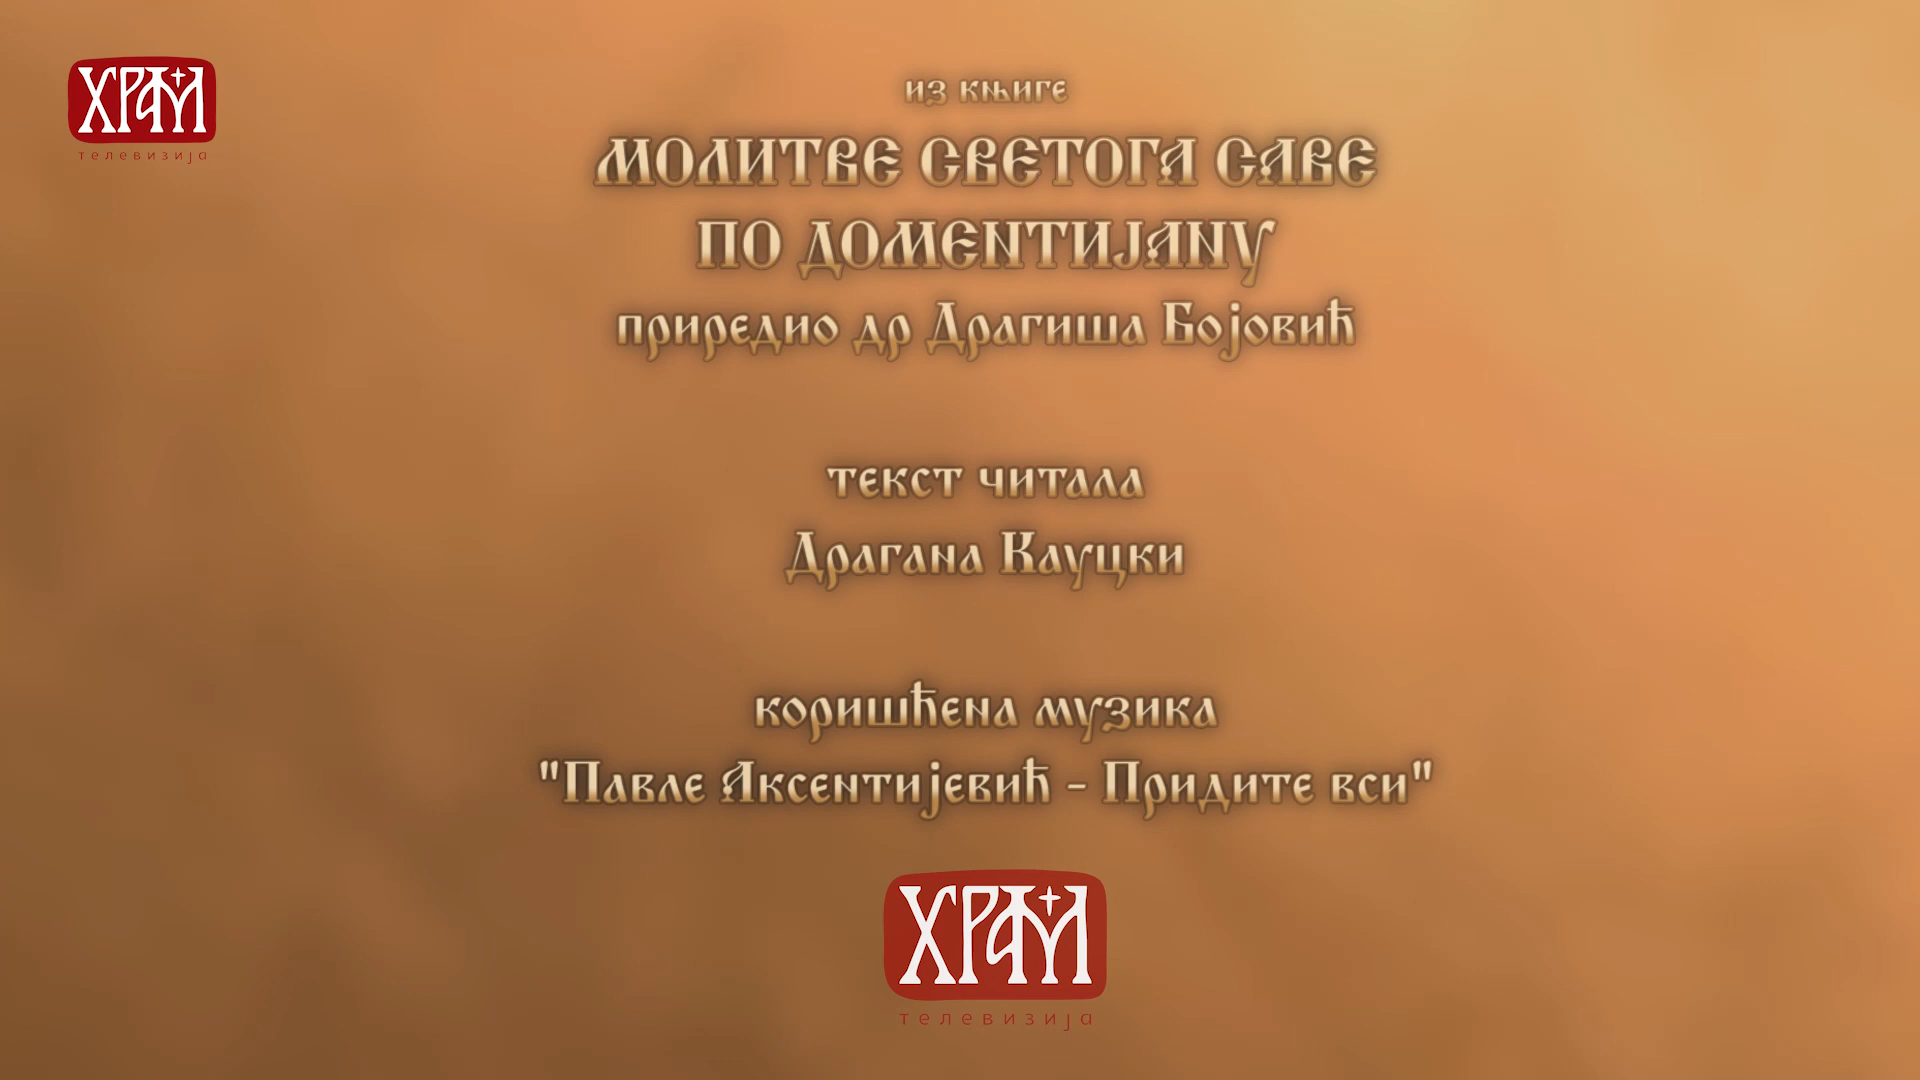 ХРАМ
телевизија
из књиге
МОЛИТВЕ СВЕТОГА САВЕ
ПО ДОМЕНТИЈАНУ
приредио др Драгиша Бојовић
текст читала
Драгана Кауцки
коришћена музика
"Павле Аксентијевић - Придите вси"
ХРАМ
телевизија